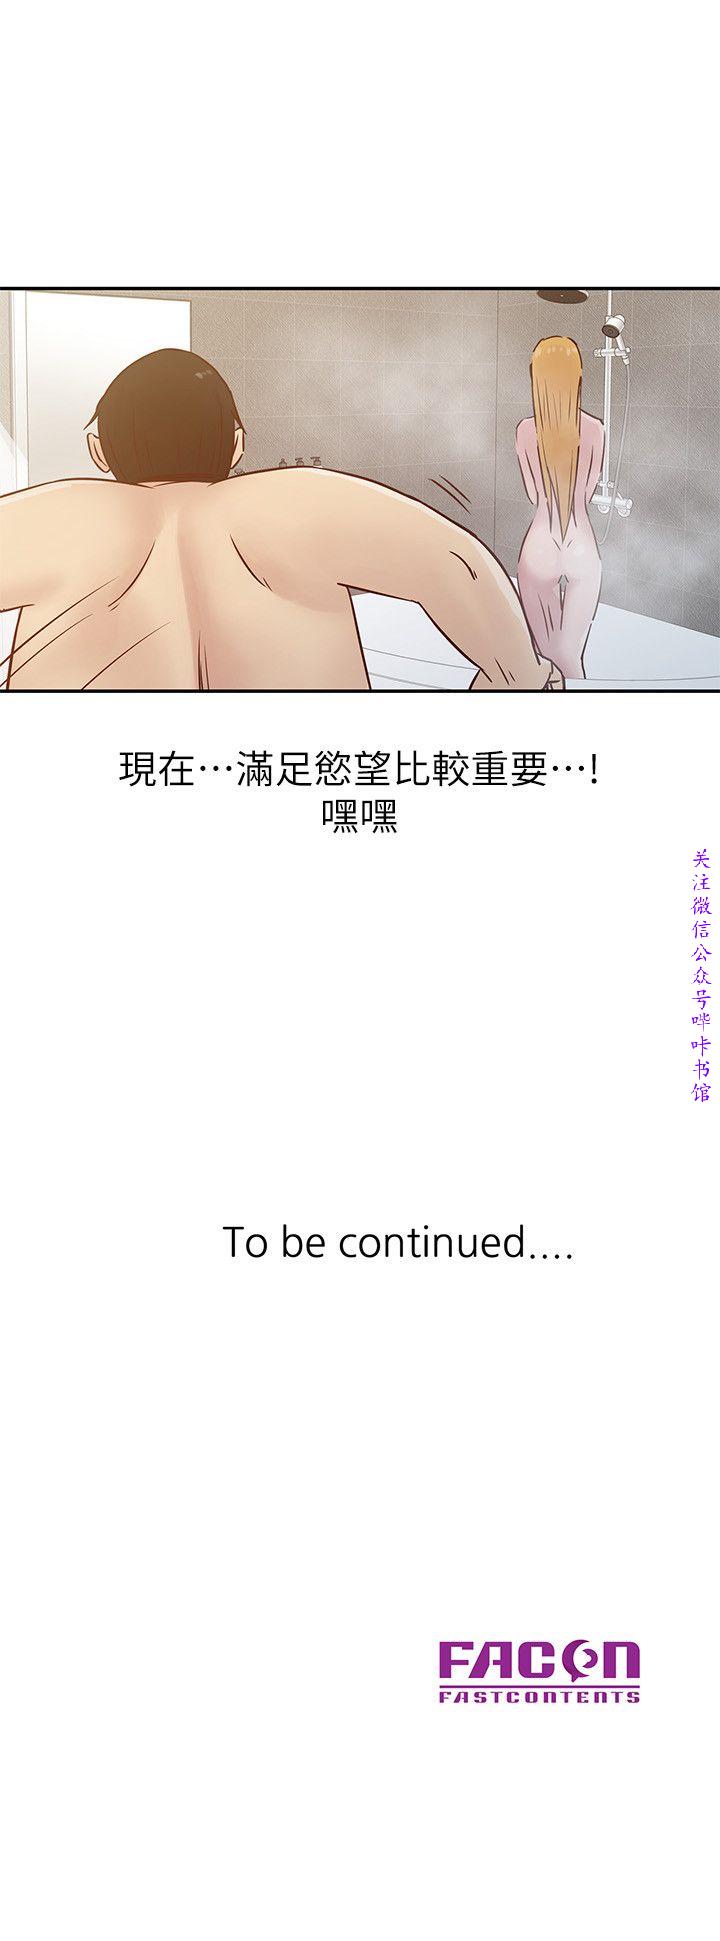 現在⋯滿足慾望比較重要⋯!
嘿嘿
关注微信公众号哔咔书馆
To be continued....
FACON
FASTCONTENTS